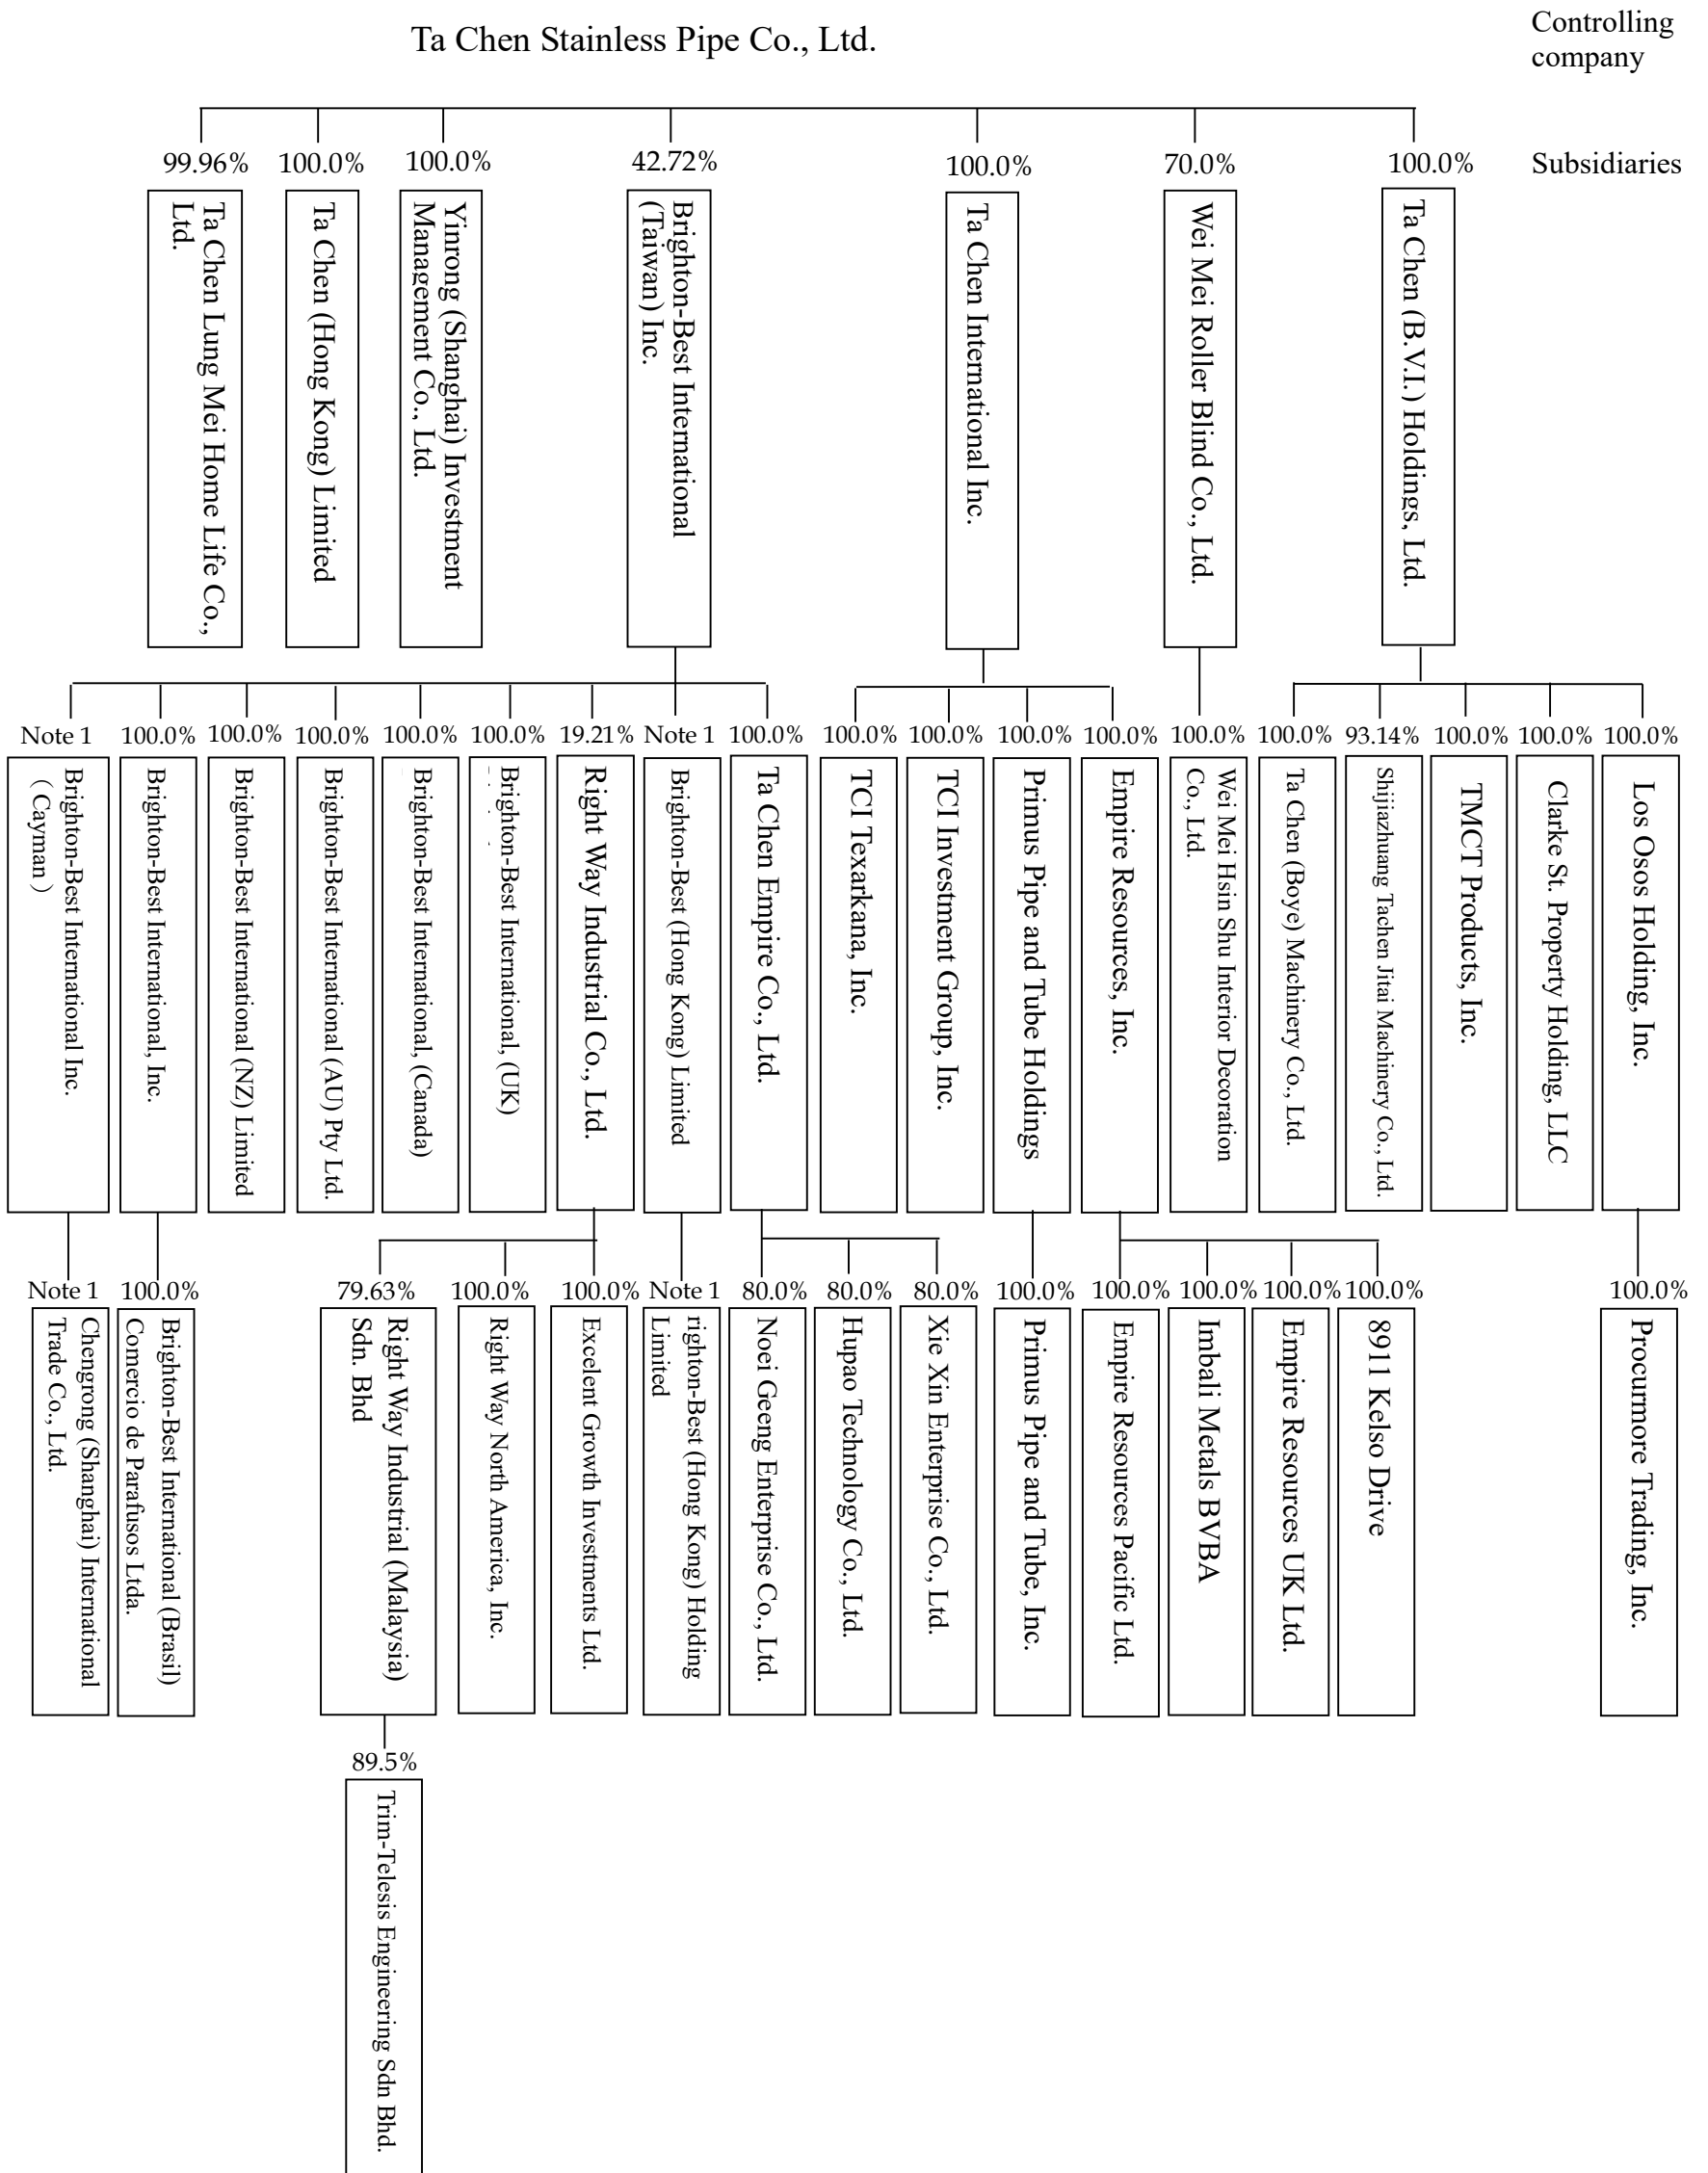 Ta Chen Stainless Pipe Co., Ltd.
Controlling
company
99.96%
100.0%
100.0%
42.72%
100.0%
70.0%
100.0%
Subsidiaries
Ta Chen Lung Mei Home Life Co.,
Ltd.
Ta Chen (Hong Kong) Limited
Yinrong (Shanghai) Investment
Management Co., Ltd.
Brighton-Best International
(Taiwan) Inc.
Ta Chen International Inc.
Wei Mei Roller Blind Co., Ltd.
Ta Chen (B.V.I.) Holdings, Ltd.
Note 1
100.0%
100.0%
100.0%
100.0%
100.0%
19.21%
Note 1
100.0%
100.0%
100.0%
100.0%
100.0%
100.0%
100.0%
93.14%
100.0%
100.0%
100.0%
Brighton-Best International Inc.
( Cayman )
Brighton-Best International, Inc.
Brighton-Best International (NZ) Limited
Brighton-Best International (AU) Pty Ltd.
Brighton-Best International, (Canada)
Brighton-Best International, (UK)
Right Way Industrial Co., Ltd.
Brighton-Best (Hong Kong) Limited
Ta Chen Empire Co., Ltd.
TCI Texarkana, Inc.
TCI Investment Group, Inc.
Primus Pipe and Tube Holdings
Empire Resources, Inc.
Wei Mei Hsin Shu Interior Decoration
Co., Ltd.
Ta Chen (Boye) Machinery Co., Ltd.
Shijiazhuang Tachen Jitai Machinery Co., Ltd.
TMCT Products, Inc.
Clarke St. Property Holding, LLC
Los Osos Holding, Inc.
Note 1
100.0%
79.63%
100.0%
100.0%
Note 1
80.0%
80.0%
80.0%
100.0%
100.0%
100.0%
100.0%
100.0%
100.0%
Chengrong (Shanghai) International
Trade Co., Ltd.
Brighton-Best International (Brasil)
Comercio de Parafusos Ltda.
Right Way Industrial (Malaysia)
Sdn. Bhd
Right Way North America, Inc.
Excelent Growth Investments Ltd.
righton-Best (Hong Kong) Holding
Limited
Noei Geeng Enterprise Co., Ltd.
Hupao Technology Co., Ltd.
Xie Xin Enterprise Co., Ltd.
Primus Pipe and Tube, Inc.
Empire Resources Pacific Ltd.
Imbali Metals BVBA
Empire Resources UK Ltd.
8911 Kelso Drive
Procurmore Trading, Inc.
89.5%
Trim-Telesis Engineering Sdn Bhd.